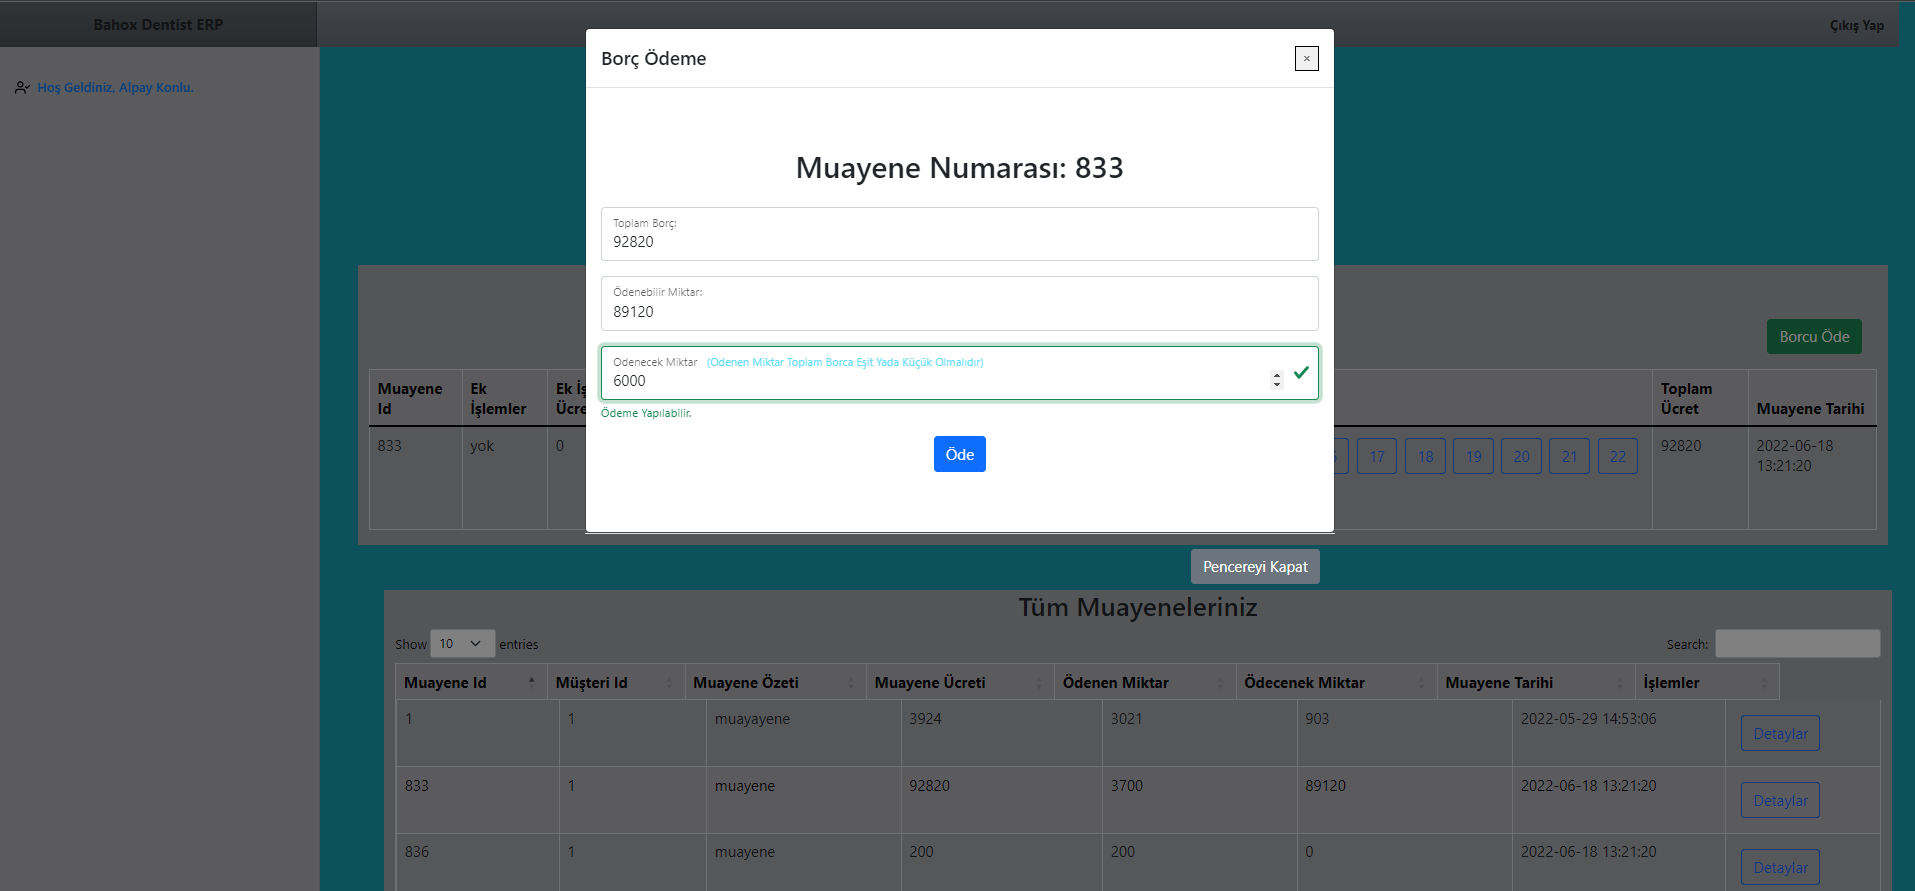 Bahox Dentist ERP
Çıkış Yap
Hoş Geldiniz, Alpay Konlu.
Borç Ödeme
×
Muayene Numarası: 833
Toplam Borç:
92820
Ödenebilir Miktar:
89120
Odenecek Miktar (Odenen Miktar Toplam Borca Eşit Yada Küçük Olmalıdır)
6000
Ödeme Yapılabilir.
Öde
Borcu Öde
Muayene Id
Ek İşlemler
Toplam Ücret
Muayene Tarihi
833 yok 0 17 18 19 20 21 22 92820 2022-06-18 13:21:20
Pencereyi Kapat
Tüm Muayeneleriniz
Show 10 entries
Search:
Muayene Id Müşteri Id Muayene Özeti Muayene Ücreti Ödenen Miktar Ödecenek Miktar Muayene Tarihi İşlemler
1 1 muayayene 3924 3021 903 2022-05-29 14:53:06 Detaylar
833 1 muayene 92820 3700 89120 2022-06-18 13:21:20 Detaylar
836 1 muayene 200 200 0 2022-06-18 13:21:20 Detaylar